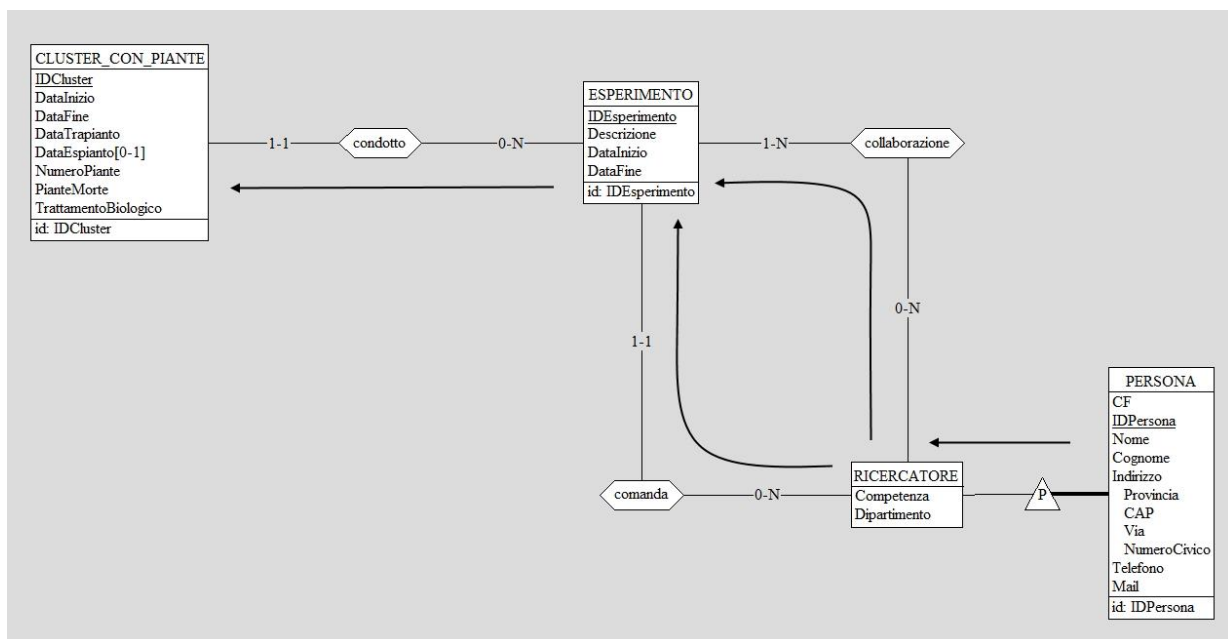 CLUSTER_CON_PIANTE
IDCluster
DataInizio
DataFine
DataTrapianto
DataEspianto[0-1]
NumeroPiante
PianteMorte
TrattamentoBiologico
id: IDCluster
1-1
condotto
0-N
ESPERIMENTO
IDEsperimento
Descrizione
DataInizio
DataFine
id: IDEsperimento
1-N
collaborazione
0-N
1-1
comanda
0-N
RICERCATORE
Competenza
Dipartimento
P
PERSONA
CF
IDPersona
Nome
Cognome
Indirizzo
Provincia
CAP
Via
NumeroCivico
Telefono
Mail
id: IDPersona